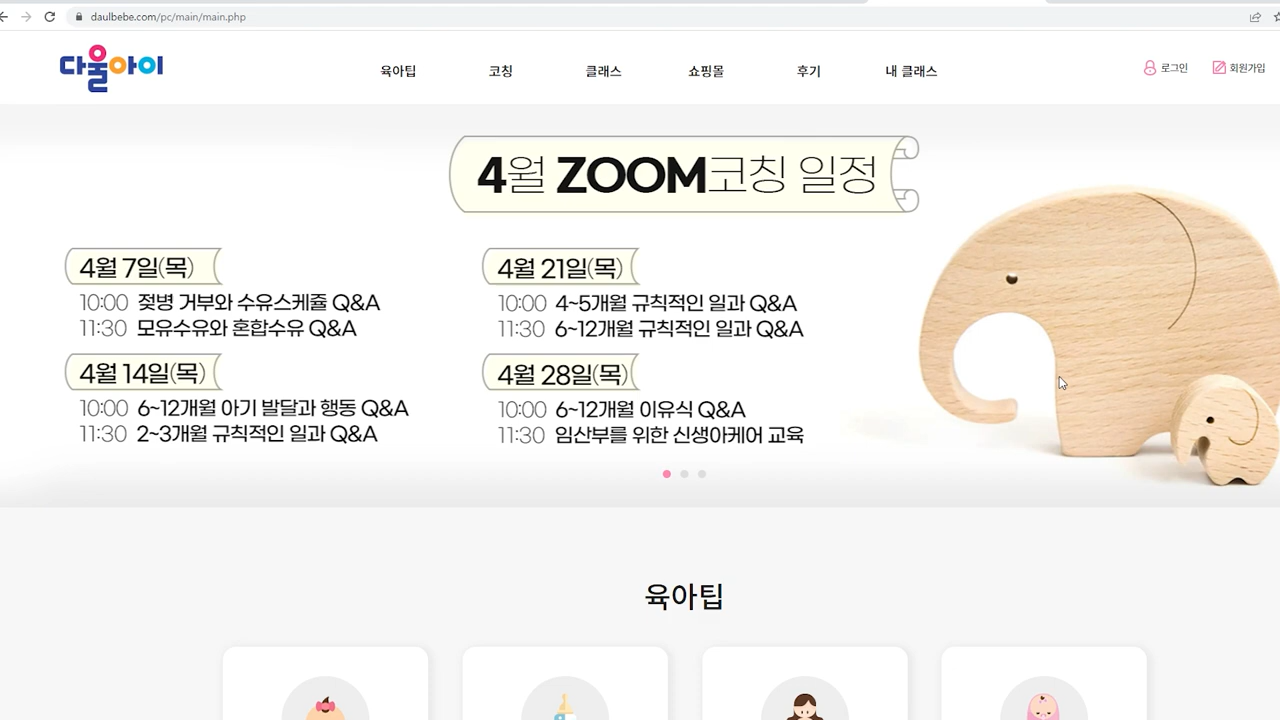 daulbebe.com/pc/main/main.php
다울아이
육아팁
코칭
클래스
쇼핑몰
후기
내 클래스
로그인
회원가입
4월 ZOOM코칭 일정
4월 7일(목)
10:00 젖병 거부와 수유스케쥴 Q&A
11:30 모유수유와 혼합수유 Q&A
4월 14일(목)
10:00 6~12개월 아기 발달과 행동 Q&A
11:30 2~3개월 규칙적인 일과 Q&A
4월 21일(목)
10:00 4~5개월 규칙적인 일과 Q&A
11:30 6~12개월 규칙적인 일과 Q&A
4월 28일(목)
10:00 6~12개월 이유식 Q&A
11:30 임산부를 위한 신생아케어 교육
육아팁